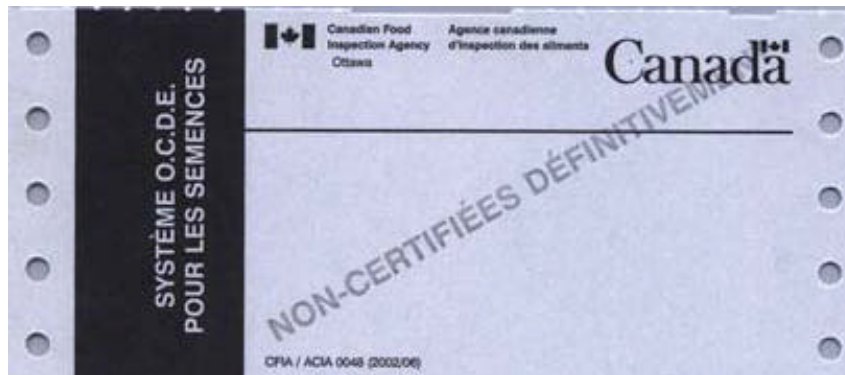 SYSTÈME O.C.D.E.
POUR LES SEMENCES
Canadian Food
Inspection Agency
Ottawa
Agence canadienne
d'inspection des aliments
Canada
NON-CERTIFIÉES DÉFINITIVEMENT
CFIA / ACIA 0048 (2002/06)